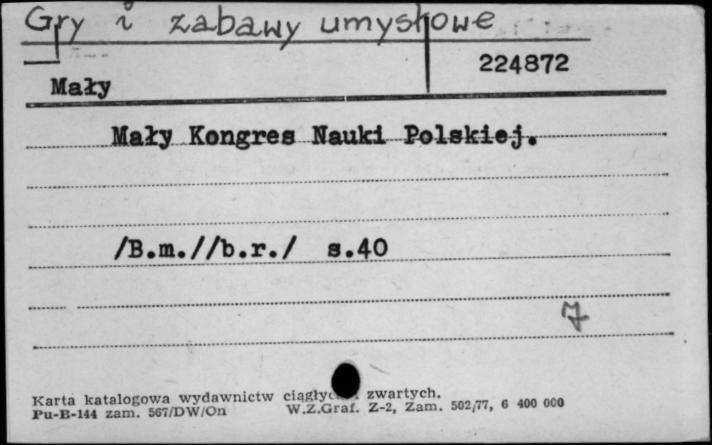 Gry i zabawy umysłowe
224872
Mały
Mały Kongres Nauki Polskiej.
/B.m.//b.r./ s.40
7
Karta katalogowa wydawnictw zwartych.
Pu-B-144 zam. 567/DW/On W.Z.Graf. Z-2, Zam. 502/77, 6 400 000